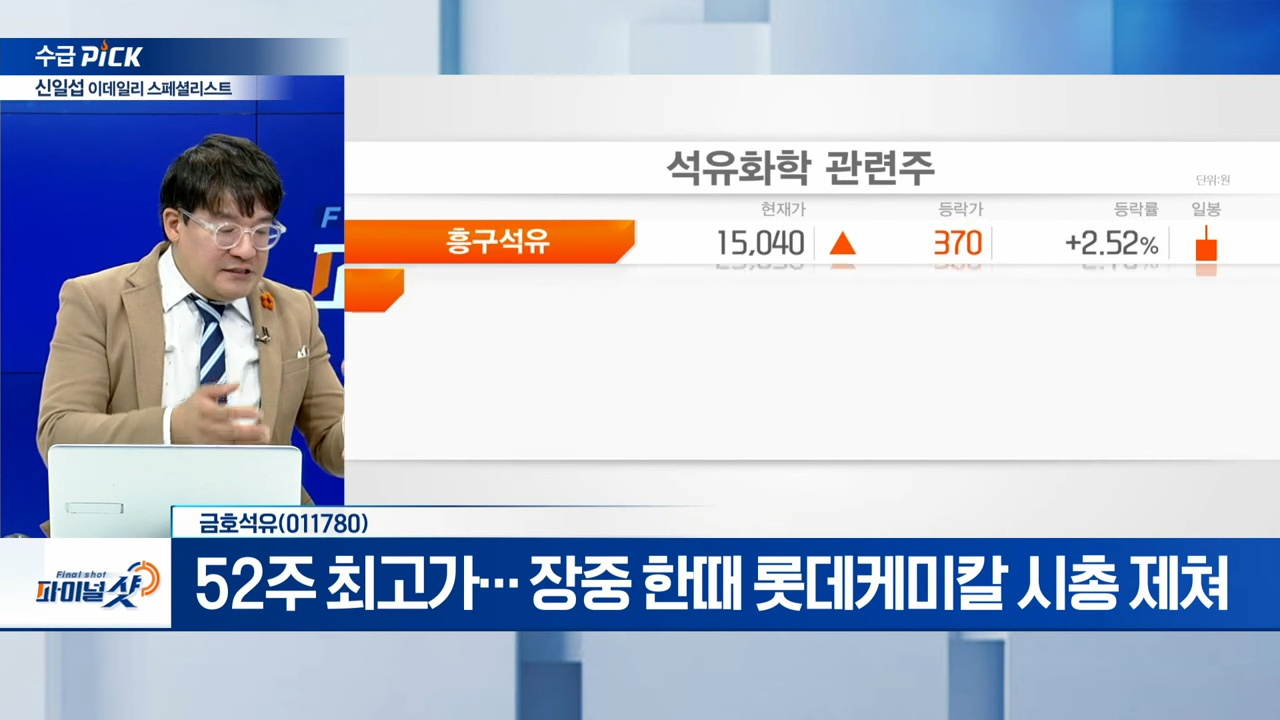 수급 PiCK
신일섭 이데일리 스페셜리스트
F
석유화학 관련주
단위:원
현재가 등락가 등락률 일봉
흥구석유 15,040 ▲ 370 +2.52%
금호석유(011780)
Final shot
파이널샷
52주 최고가… 장중 한때 롯데케미칼 시총 제쳐